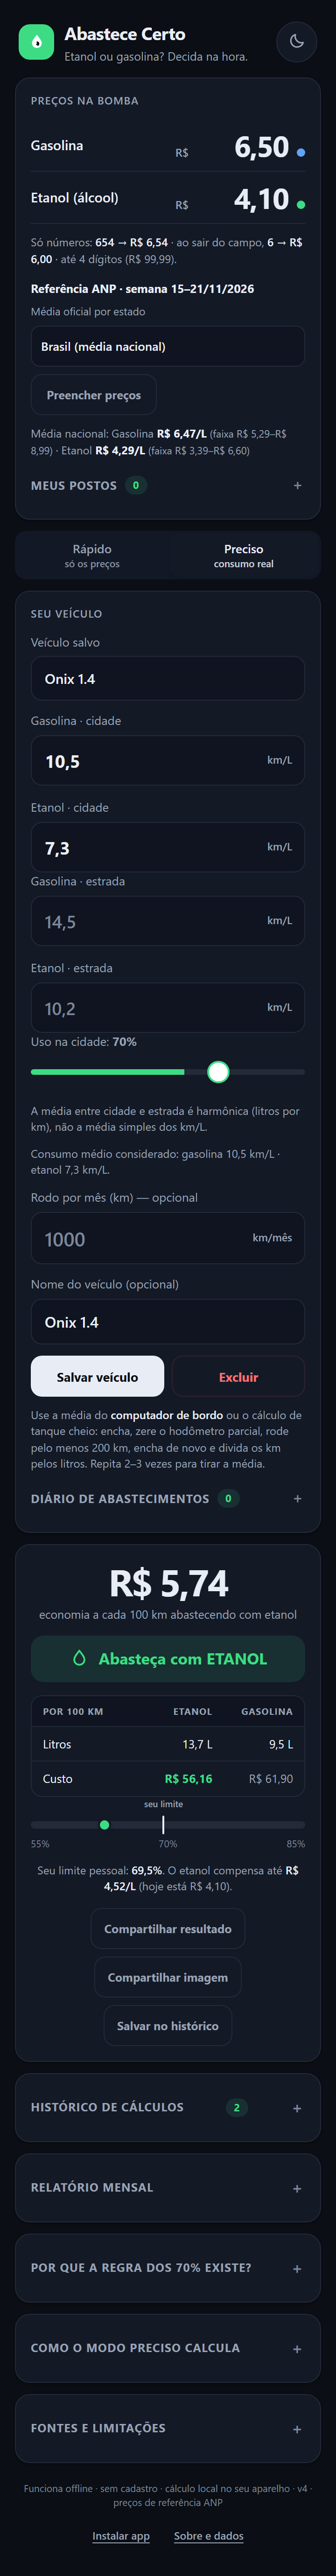 Abastece Certo
Etanol ou gasolina? Decida na hora.
PREÇOS NA BOMBA
Gasolina R$ 6,50
Etanol (álcool) R$ 4,10
Só números: 654 → R$ 6,54 · ao sair do campo, 6 → R$
6,00 · até 4 dígitos (R$ 99,99).
Referência ANP · semana 15–21/11/2026
Média oficial por estado
Brasil (média nacional)
Preencher preços
Média nacional: Gasolina R$ 6,47/L (faixa R$ 5,29–R$
8,99) · Etanol R$ 4,29/L (faixa R$ 3,39–R$ 6,60)
MEUS POSTOS 0 +
Rápido
só os preços
Preciso
consumo real
SEU VEÍCULO
Veículo salvo
Onix 1.4
Gasolina · cidade
10,5 km/L
Etanol · cidade
7,3 km/L
Gasolina · estrada
14,5 km/L
Etanol · estrada
10,2 km/L
Uso na cidade: 70%
A média entre cidade e estrada é harmônica (litros por
km), não a média simples dos km/L.
Consumo médio considerado: gasolina 10,5 km/L ·
etanol 7,3 km/L.
Rodo por mês (km) — opcional
1000 km/mês
Nome do veículo (opcional)
Onix 1.4
Salvar veículo
Excluir
Use a média do computador de bordo ou o cálculo de
tanque cheio: encha, zere o hodômetro parcial, rode
pelo menos 200 km, encha de novo e divida os km
pelos litros. Repita 2–3 vezes para tirar a média.
DIÁRIO DE ABASTECIMENTOS 0 +
R$ 5,74
economia a cada 100 km abastecendo com etanol
Abasteça com ETANOL
POR 100 KM ETANOL GASOLINA
Litros 13,7 L 9,5 L
Custo R$ 56,16 R$ 61,90
seu limite
55% 70% 85%
Seu limite pessoal: 69,5%. O etanol compensa até R$
4,52/L (hoje está R$ 4,10).
Compartilhar resultado
Compartilhar imagem
Salvar no histórico
HISTÓRICO DE CÁLCULOS 2 +
RELATÓRIO MENSAL +
POR QUE A REGRA DOS 70% EXISTE? +
COMO O MODO PRECISO CALCULA +
FONTES E LIMITAÇÕES +
Funciona offline · sem cadastro · cálculo local no seu aparelho · v4 ·
preços de referência ANP
Instalar app Sobre e dados